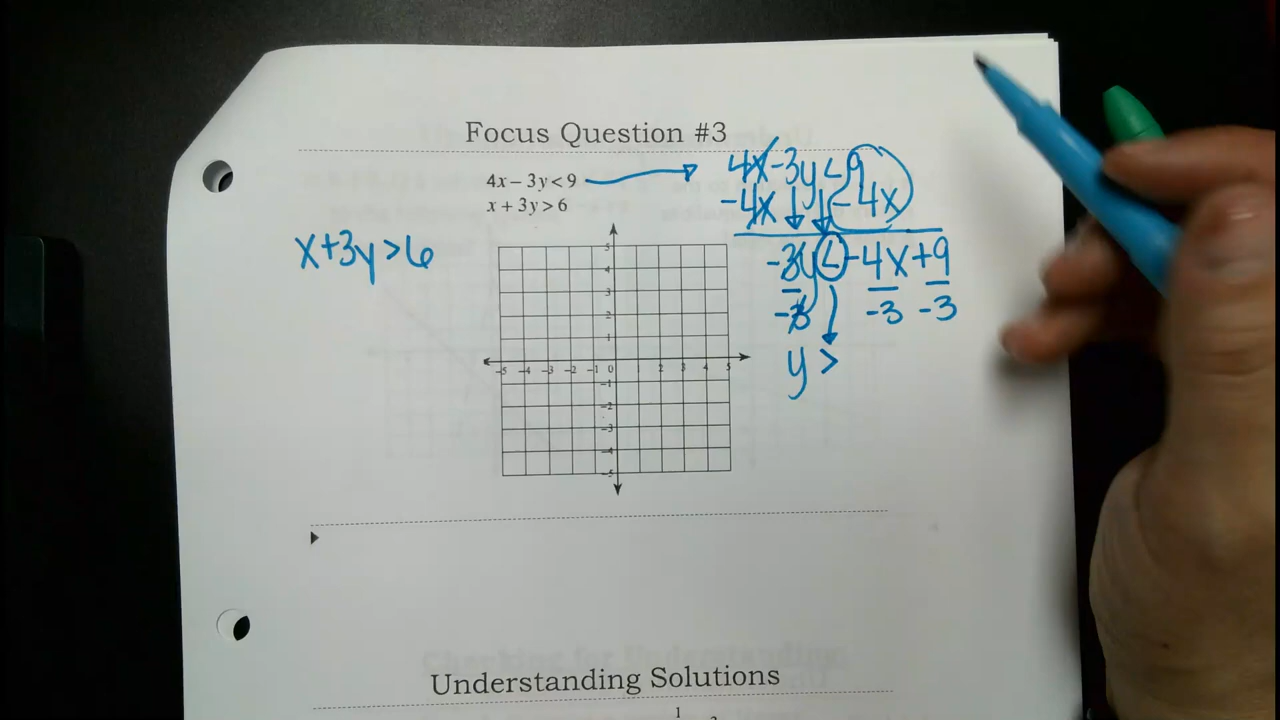 Focus Question #3
4x – 3y < 9
x + 3y > 6
x+3y>6
5
4
3
2
1
-5 -4 -3 -2 -1 0 1 2 3 4 5
-1
-2
-3
-4
-5
4x-3y<9
-4x -4x
-3y<-4x+9
-3 -3 -3
y >
Understanding Solutions
1